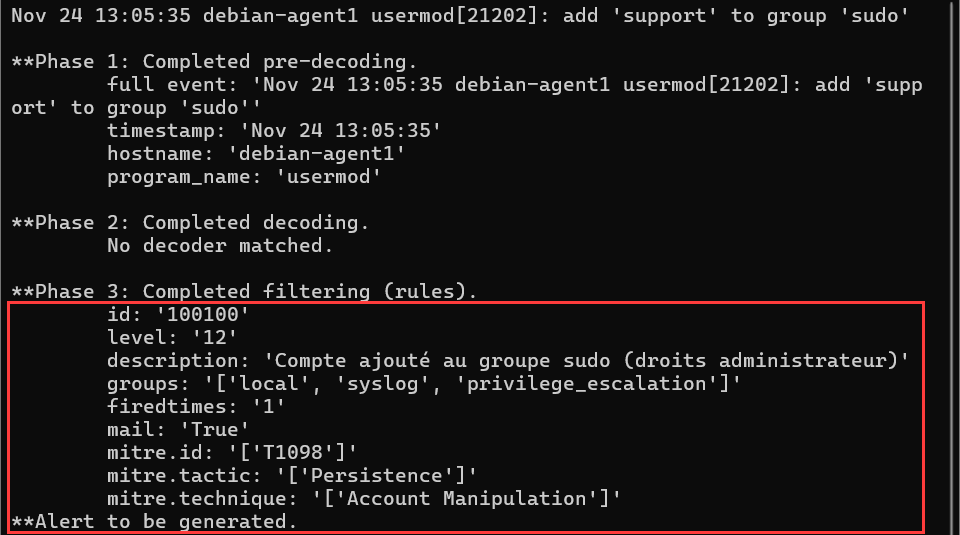 Nov 24 13:05:35 debian-agent1 usermod[21202]: add 'support' to group 'sudo'
**Phase 1: Completed pre-decoding.
full event: 'Nov 24 13:05:35 debian-agent1 usermod[21202]: add 'supp
ort' to group 'sudo''
timestamp: 'Nov 24 13:05:35'
hostname: 'debian-agent1'
program_name: 'usermod'
**Phase 2: Completed decoding.
No decoder matched.
**Phase 3: Completed filtering (rules).
id: '100100'
level: '12'
description: 'Compte ajouté au groupe sudo (droits administrateur)'
groups: '['local', 'syslog', 'privilege_escalation']'
firedtimes: '1'
mail: 'True'
mitre.id: '['T1098']'
mitre.tactic: '['Persistence']'
mitre.technique: '['Account Manipulation']'
**Alert to be generated.